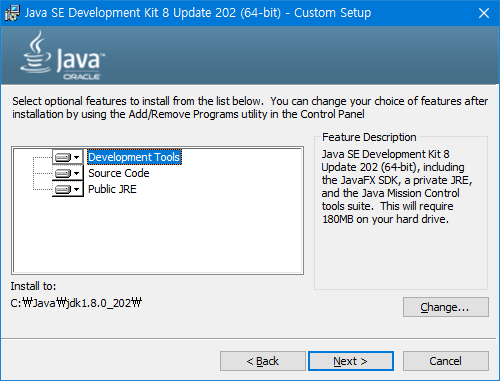 Java SE Development Kit 8 Update 202 (64-bit) - Custom Setup
Java
ORACLE
Select optional features to install from the list below.  You can change your choice of features after
installation by using the Add/Remove Programs utility in the Control Panel
Development Tools
Source Code
Public JRE
Feature Description
Java SE Development Kit 8
Update 202 (64-bit), including
the JavaFX SDK, a private JRE,
and the Java Mission Control
tools suite.  This will require
180MB on your hard drive.
Install to:
C:₩Java₩jdk1.8.0_202₩
Change...
< Back
Next >
Cancel